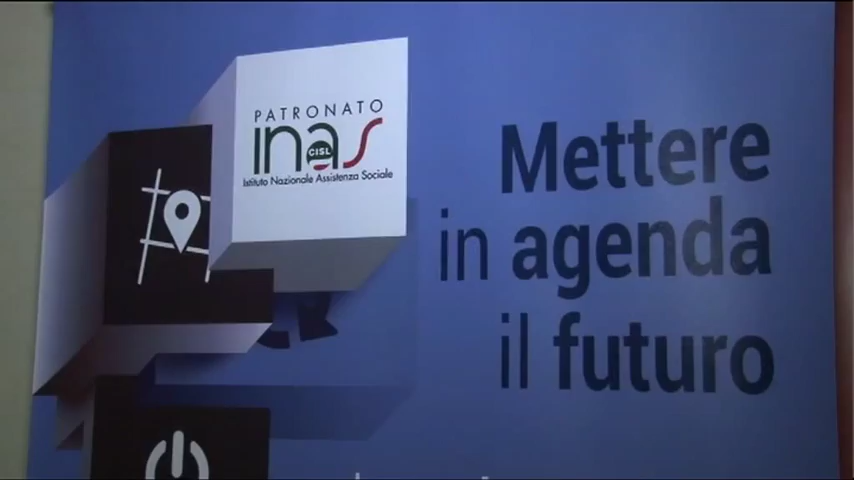 PATRONATO
inas
CISL
Istituto Nazionale Assistenza Sociale
Mettere
in agenda
il futuro